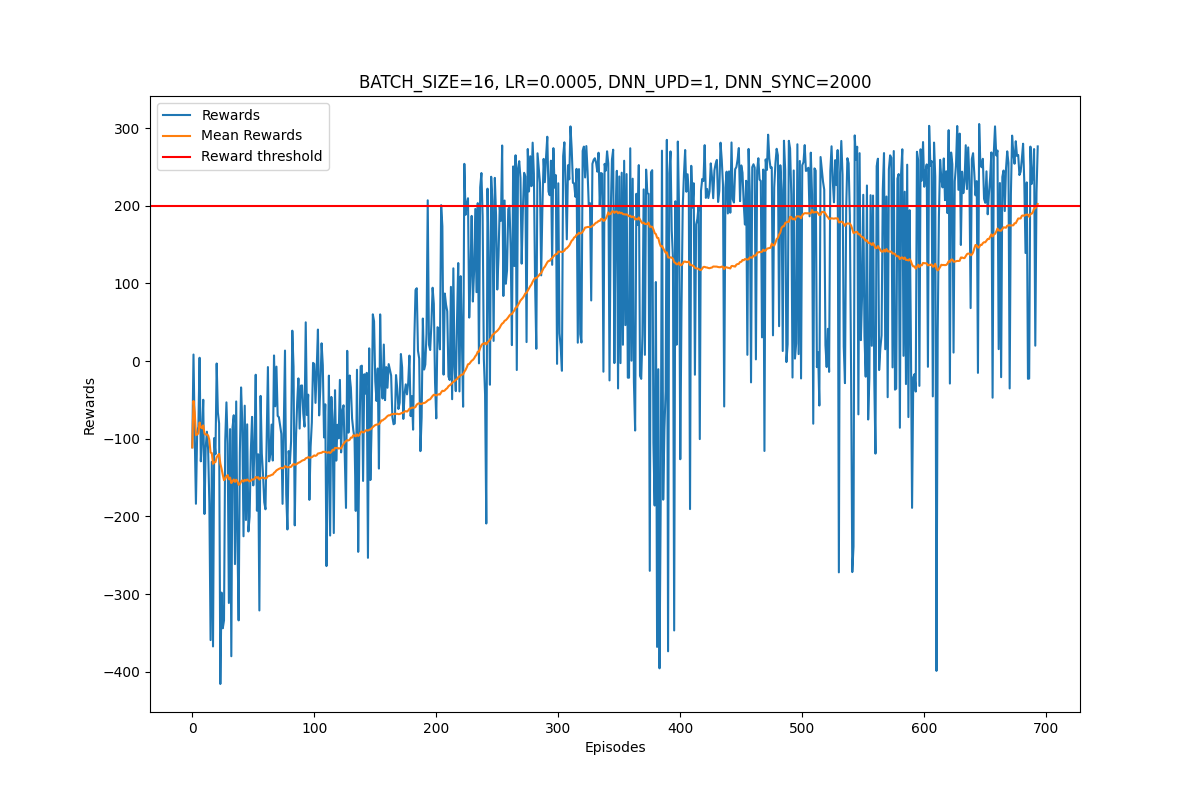 BATCH_SIZE=16, LR=0.0005, DNN_UPD=1, DNN_SYNC=2000
Rewards
Mean Rewards
Reward threshold
300
200
100
0
−100
−200
−300
−400
Rewards
0 100 200 300 400 500 600 700
Episodes